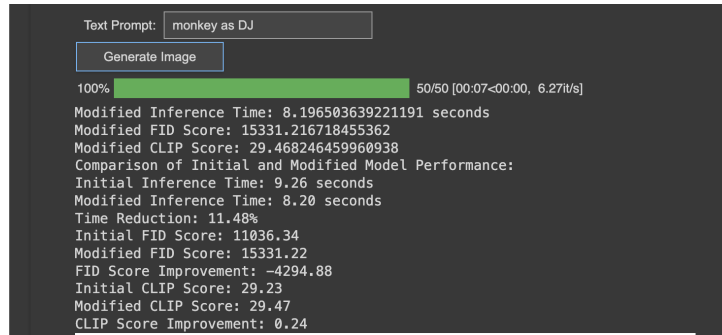 Text Prompt: monkey as DJ
Generate Image
100% 50/50 [00:07<00:00, 6.27it/s]
Modified Inference Time: 8.196503639221191 seconds
Modified FID Score: 15331.216718455362
Modified CLIP Score: 29.468246459960938
Comparison of Initial and Modified Model Performance:
Initial Inference Time: 9.26 seconds
Modified Inference Time: 8.20 seconds
Time Reduction: 11.48%
Initial FID Score: 11036.34
Modified FID Score: 15331.22
FID Score Improvement: -4294.88
Initial CLIP Score: 29.23
Modified CLIP Score: 29.47
CLIP Score Improvement: 0.24